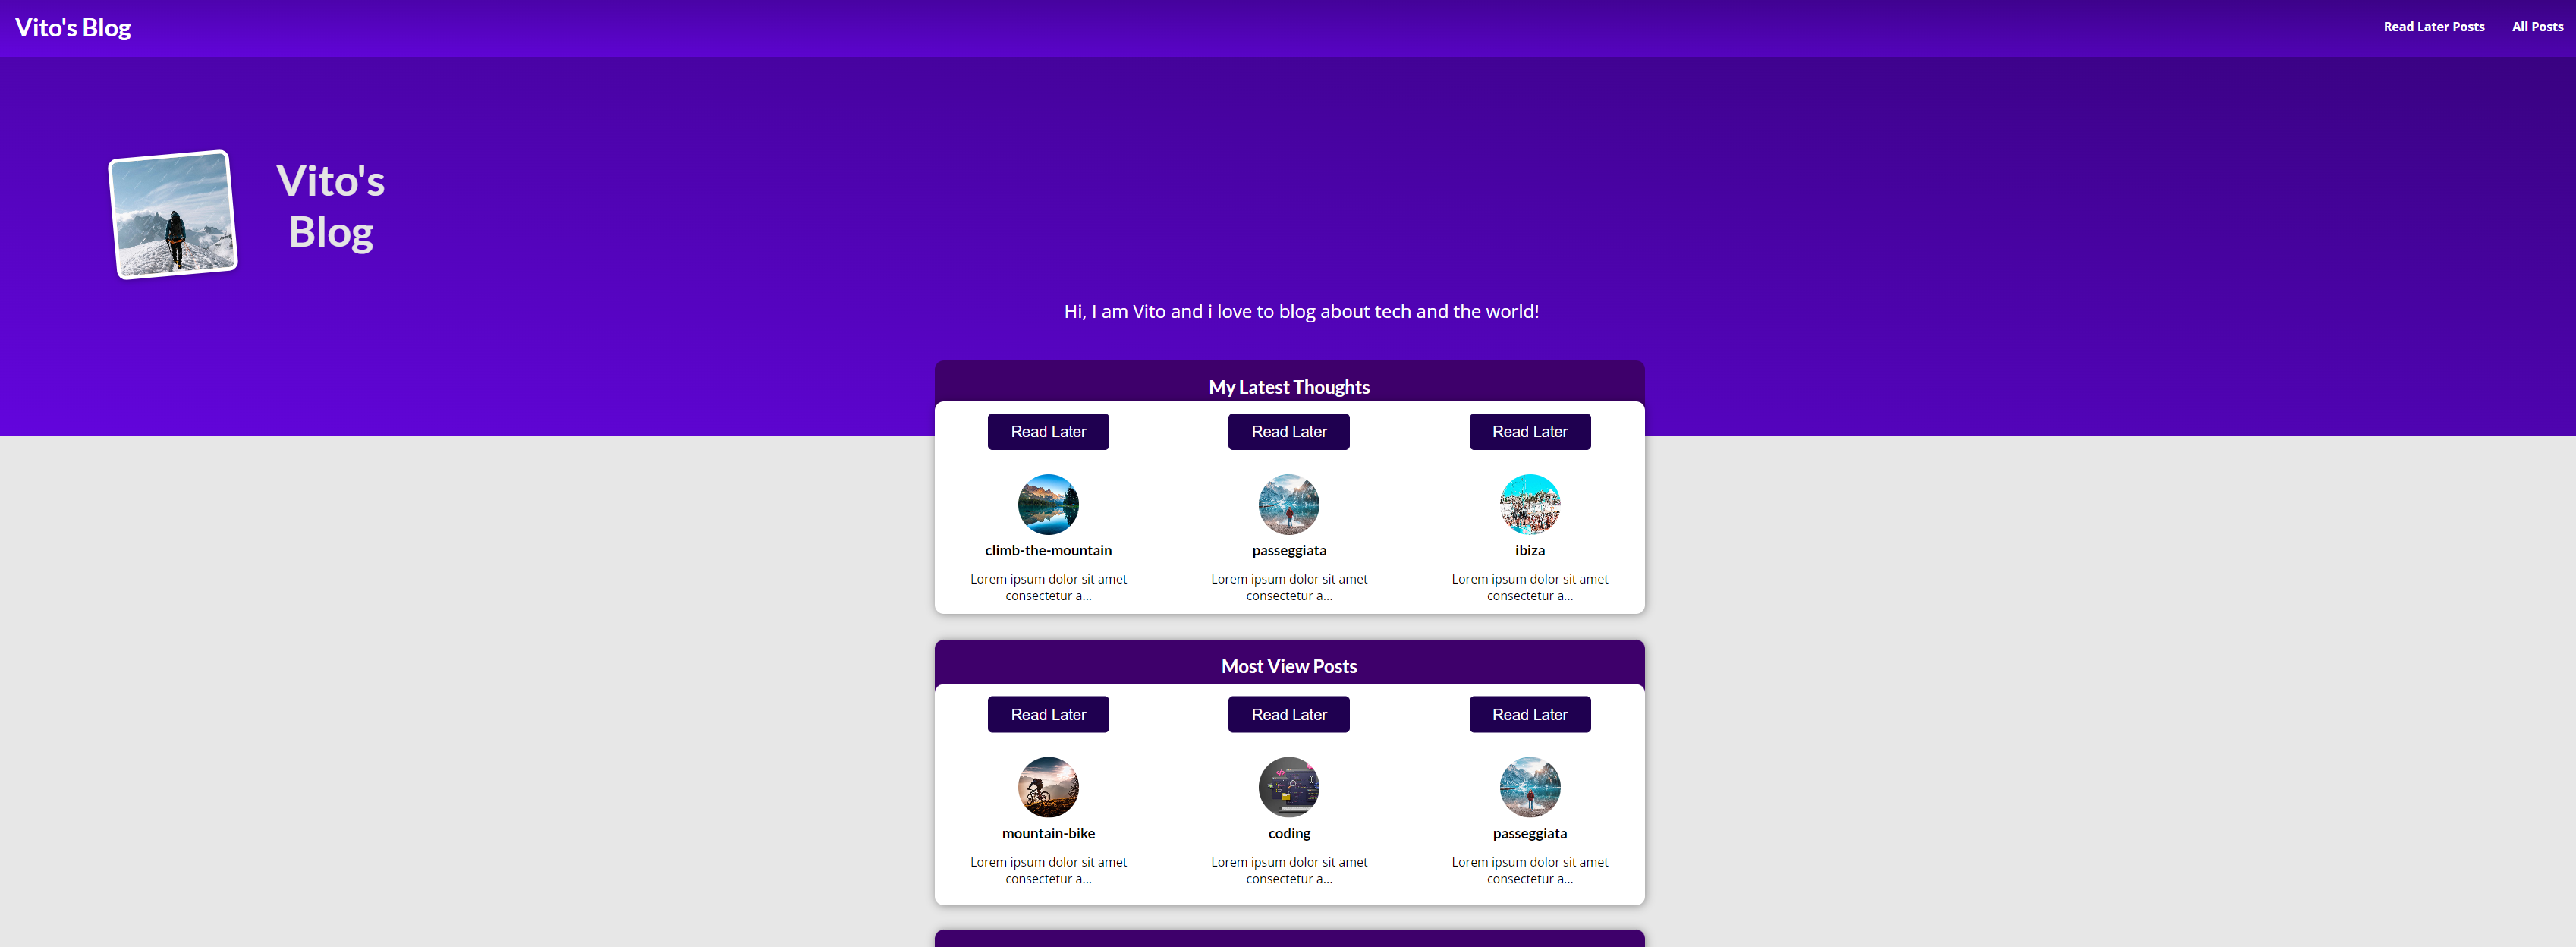 Vito's Blog
Read Later Posts
All Posts
Vito's
Blog
Hi, I am Vito and i love to blog about tech and the world!
My Latest Thoughts
Read Later
Read Later
Read Later
climb-the-mountain
passeggiata
ibiza
Lorem ipsum dolor sit amet
consectetur a...
Lorem ipsum dolor sit amet
consectetur a...
Lorem ipsum dolor sit amet
consectetur a...
Most View Posts
Read Later
Read Later
Read Later
mountain-bike
coding
passeggiata
Lorem ipsum dolor sit amet
consectetur a...
Lorem ipsum dolor sit amet
consectetur a...
Lorem ipsum dolor sit amet
consectetur a...